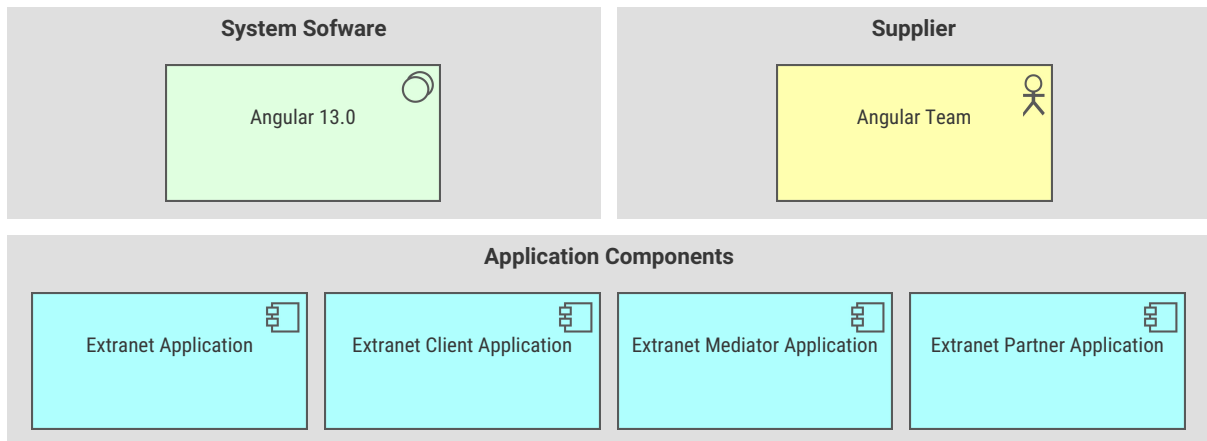 System Sofware
Supplier
Angular 13.0
Angular Team
Application Components
Extranet Application
Extranet Client Application
Extranet Mediator Application
Extranet Partner Application